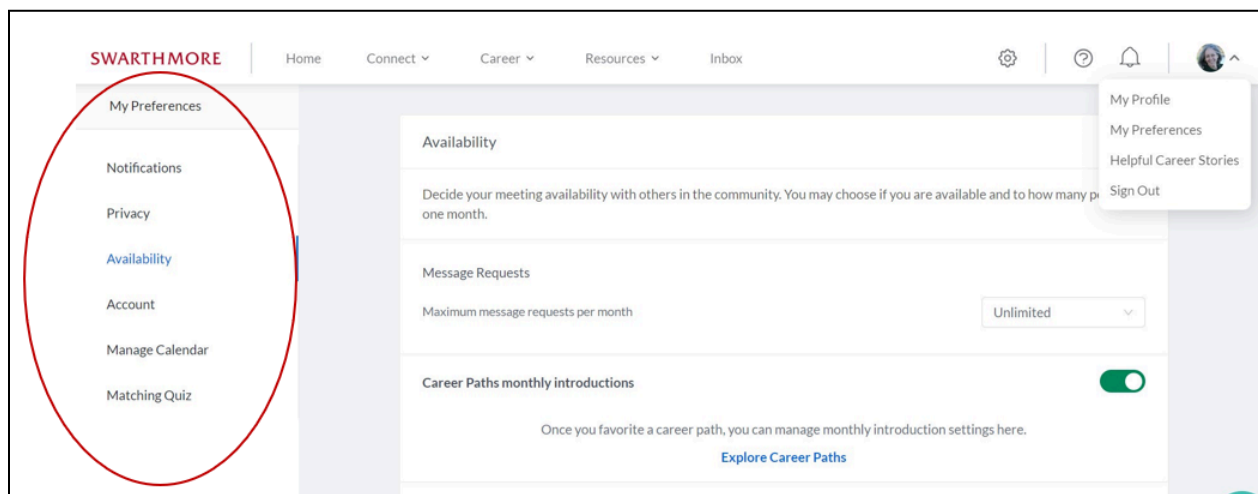 SWARTHMORE Home Connect Career Resources Inbox
My Profile
My Preferences
Helpful Career Stories
Sign Out
My Preferences
Notifications
Privacy
Availability
Account
Manage Calendar
Matching Quiz
Availability
Decide your meeting availability with others in the community. You may choose if you are available and to how many
one month.
Message Requests
Maximum message requests per month Unlimited
Career Paths monthly introductions
Once you favorite a career path, you can manage monthly introduction settings here.
Explore Career Paths